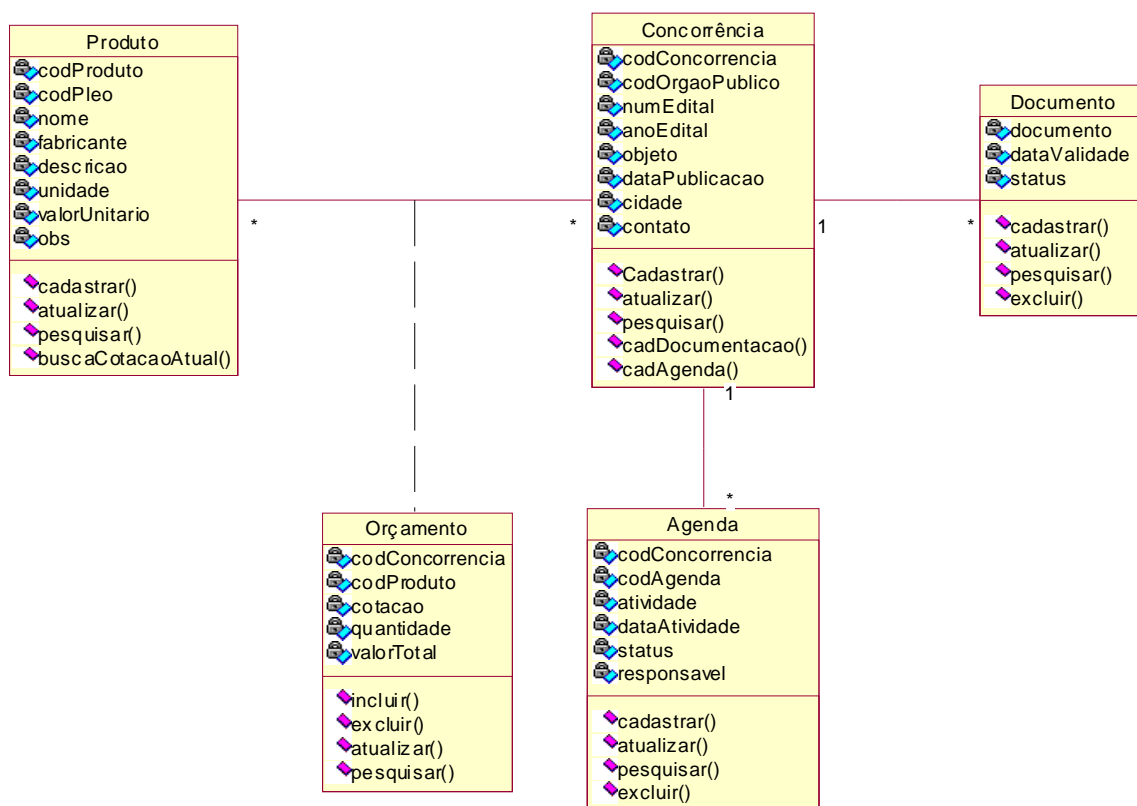 Produto
codProduto
codPleo
nome
fabricante
descricao
unidade
valorUnitario
obs
cadastrar()
atualizar()
pesquisar()
buscaCotacaoAtual()
*
*
Concorrência
codConcorrencia
codOrgaoPublico
numEdital
anoEdital
objeto
dataPublicacao
cidade
contato
Cadastrar()
atualizar()
pesquisar()
cadDocumentacao()
cadAgenda()
1
*
Documento
documento
dataValidade
status
cadastrar()
atualizar()
pesquisar()
excluir()
1
*
Orçamento
codConcorrencia
codProduto
cotacao
quantidade
valorTotal
incluir()
excluir()
atualizar()
pesquisar()
Agenda
codConcorrencia
codAgenda
atividade
dataAtividade
status
responsavel
cadastrar()
atualizar()
pesquisar()
excluir()